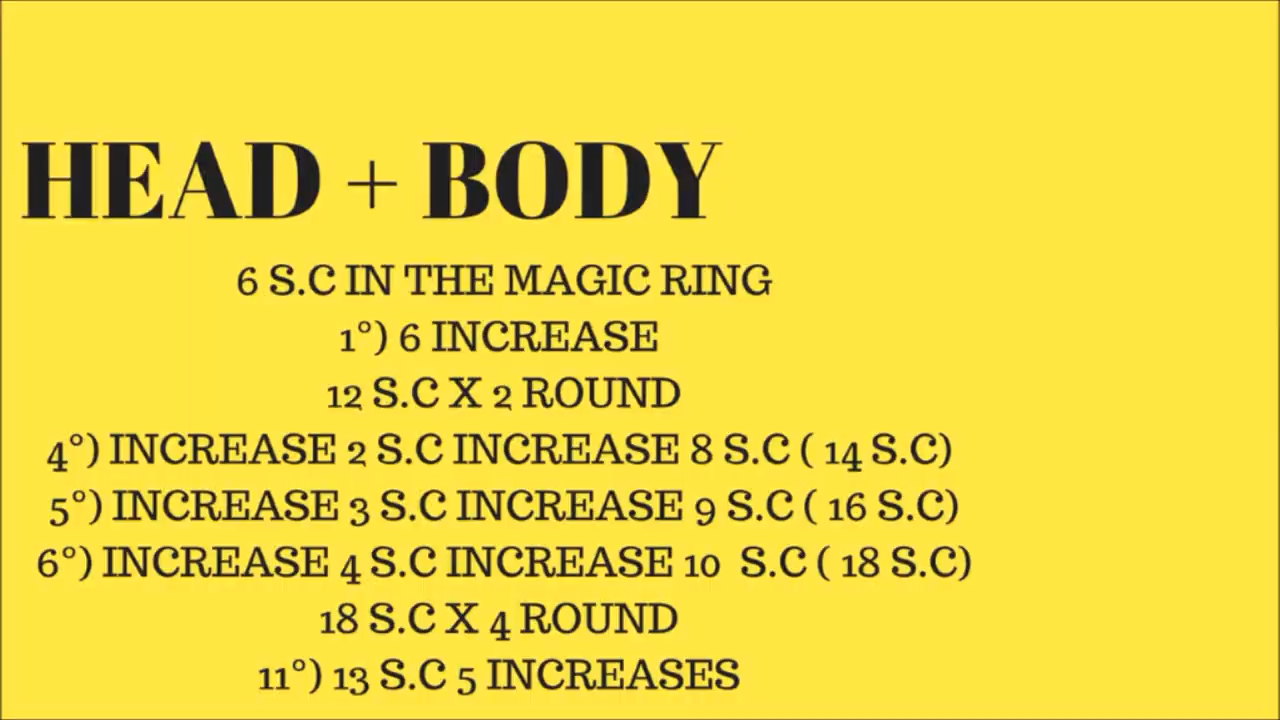 HEAD + BODY
6 S.C IN THE MAGIC RING
1°) 6 INCREASE
12 S.C X 2 ROUND
4°) INCREASE 2 S.C INCREASE 8 S.C ( 14 S.C)
5°) INCREASE 3 S.C INCREASE 9 S.C ( 16 S.C)
6°) INCREASE 4 S.C INCREASE 10 S.C ( 18 S.C)
18 S.C X 4 ROUND
11°) 13 S.C 5 INCREASES